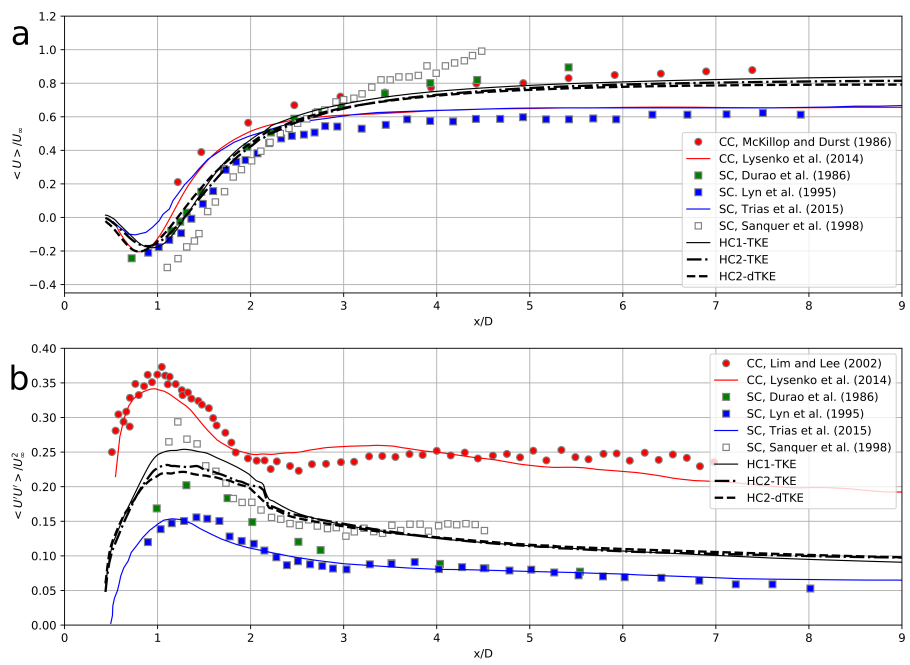 a
1.2
1.0
0.8
0.6
0.4
0.2
0.0
−0.2
−0.4
< U > /U∞
0 1 2 3 4 5 6 7 8 9
x/D
CC, McKillop and Durst (1986)
CC, Lysenko et al. (2014)
SC, Durao et al. (1986)
SC. Lyn et al. (1995)
SC, Trias et al. (2015)
SC, Sanquer et al. (1998)
HC1-TKE
HC2-TKE
HC2-dTKE
b
0.40
0.35
0.30
0.25
0.20
0.15
0.10
0.05
0.00
< U′U′ > /U²∞
0 1 2 3 4 5 6 7 8 9
x/D
CC, Lim and Lee (2002)
CC, Lysenko et al. (2014)
SC, Durao et al. (1986)
SC, Lyn et al. (1995)
SC, Trias et al. (2015)
SC, Sanquer et al. (1998)
HC1-TKE
HC2-TKE
HC2-dTKE